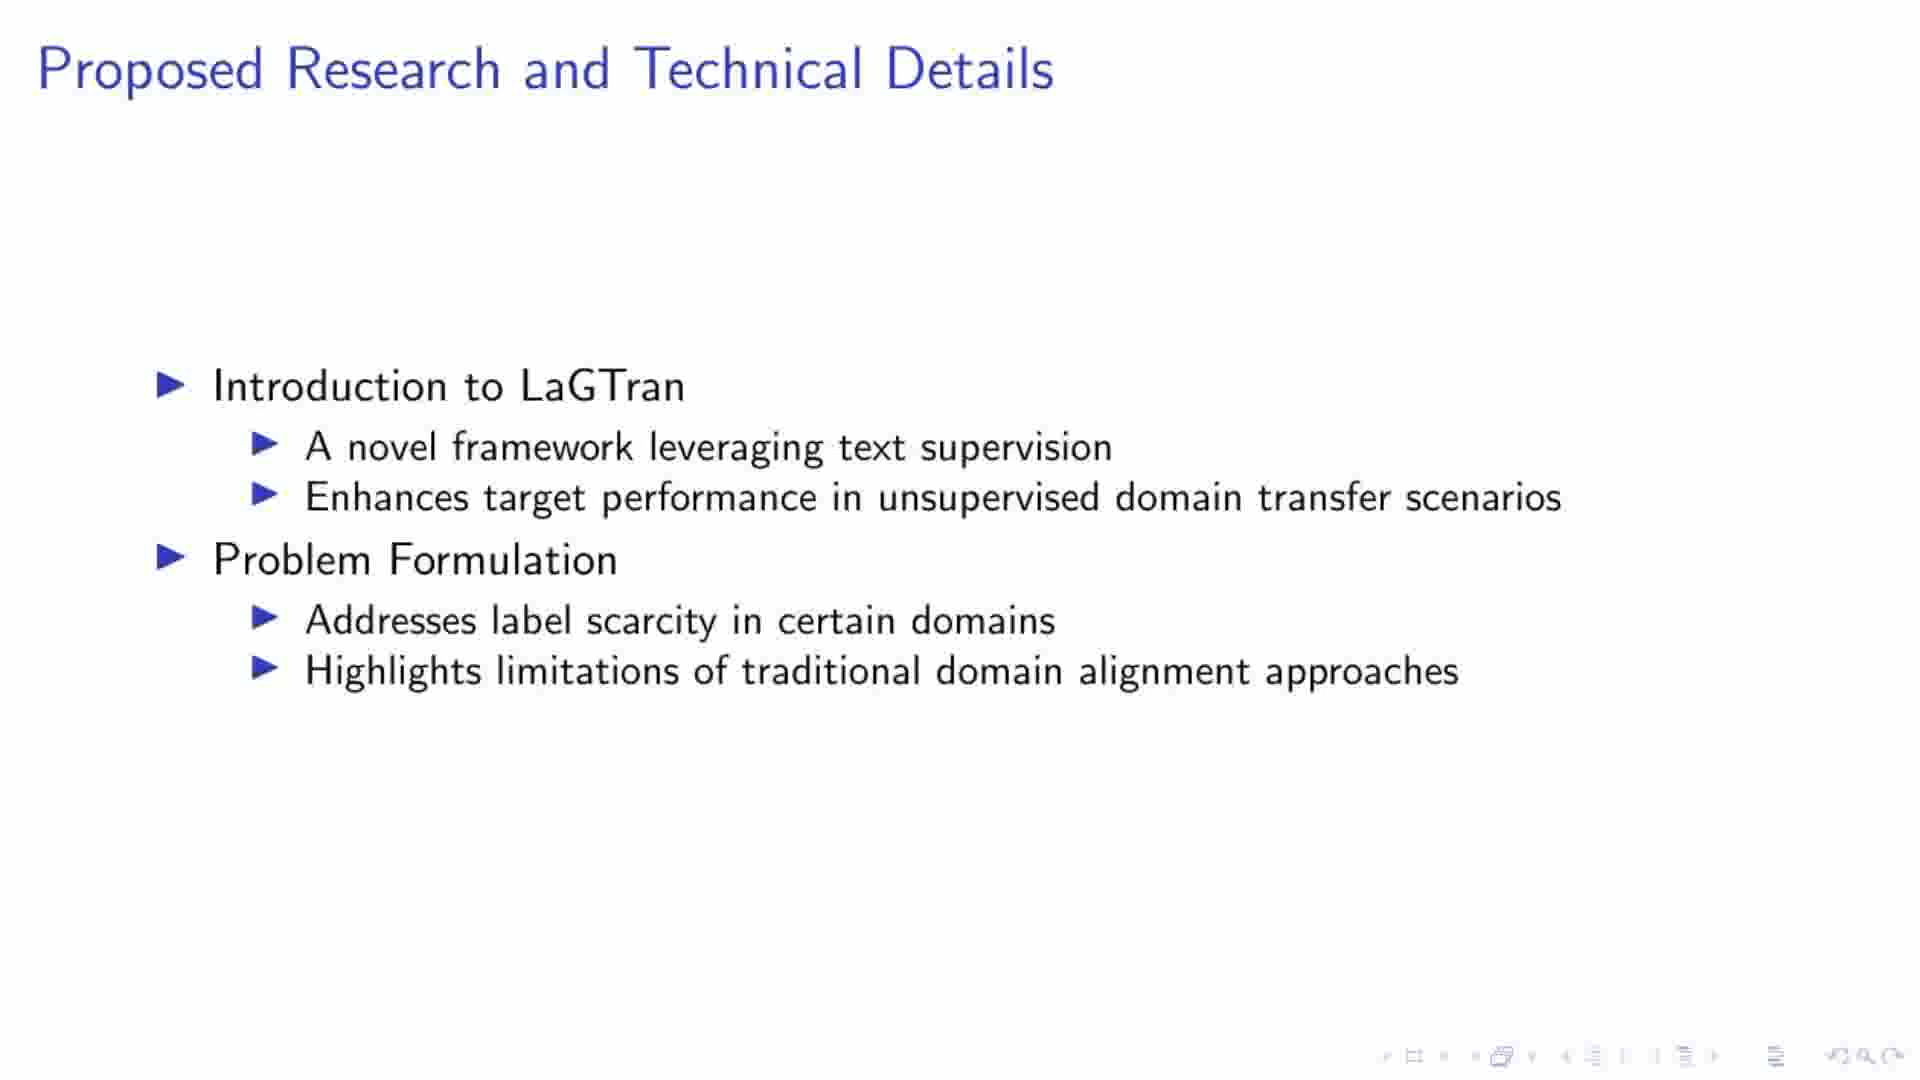 Proposed Research and Technical Details
Introduction to LaGTran
A novel framework leveraging text supervision
Enhances target performance in unsupervised domain transfer scenarios
Problem Formulation
Addresses label scarcity in certain domains
Highlights limitations of traditional domain alignment approaches